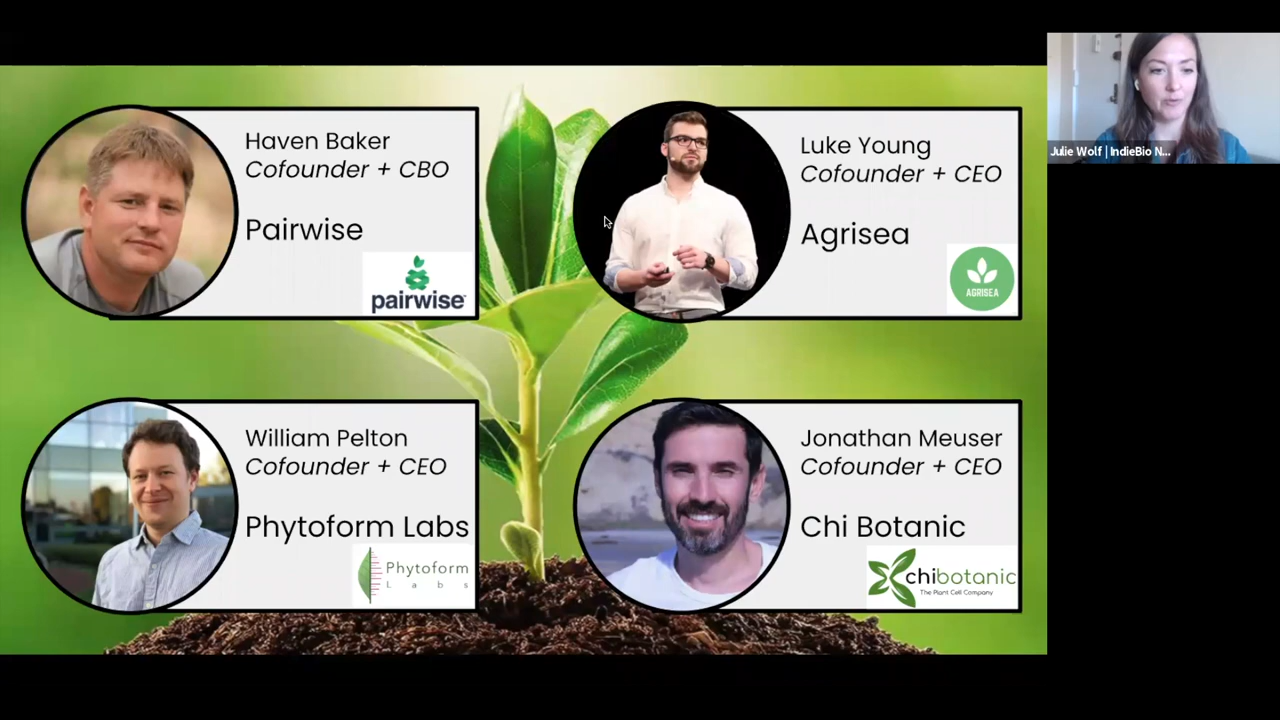 Haven Baker
Cofounder + CBO
Pairwise
pairwise
Luke Young
Cofounder + CEO
Agrisea
AGRISEA
Julie Wolf | IndieBio N...
William Pelton
Cofounder + CEO
Phytoform Labs
Phytoform
Labs
Jonathan Meuser
Cofounder + CEO
Chi Botanic
chibotanic
The Plant Cell Company